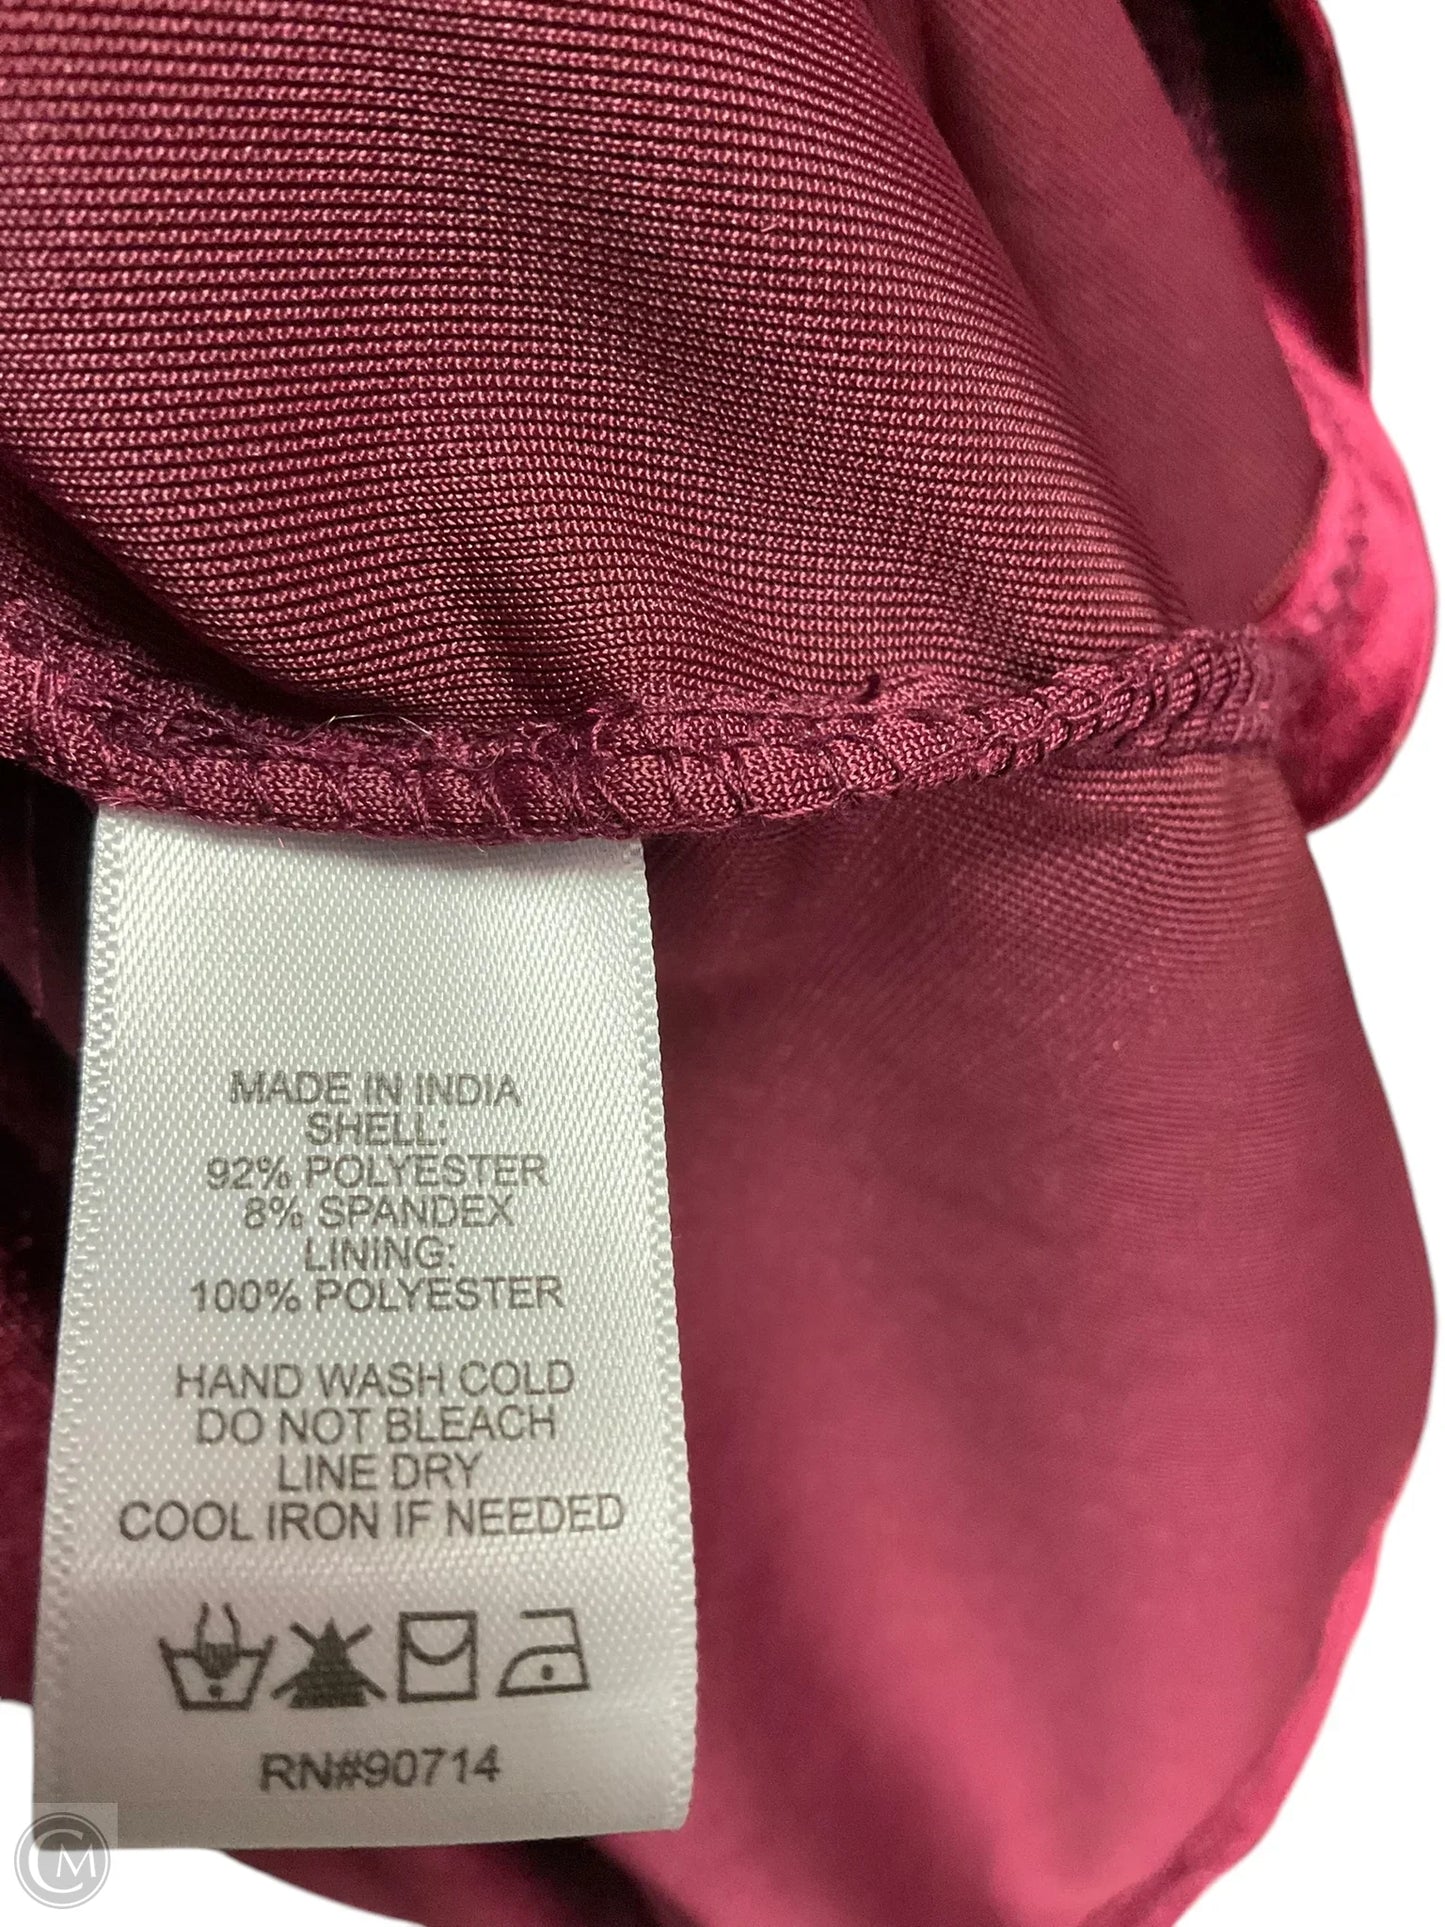 MADE IN INDIA
SHELL:
92% POLYESTER
8% SPANDEX
LINING:
100% POLYESTER
HAND WASH COLD
DO NOT BLEACH
LINE DRY
COOL IRON IF NEEDED
RN#90714
CM